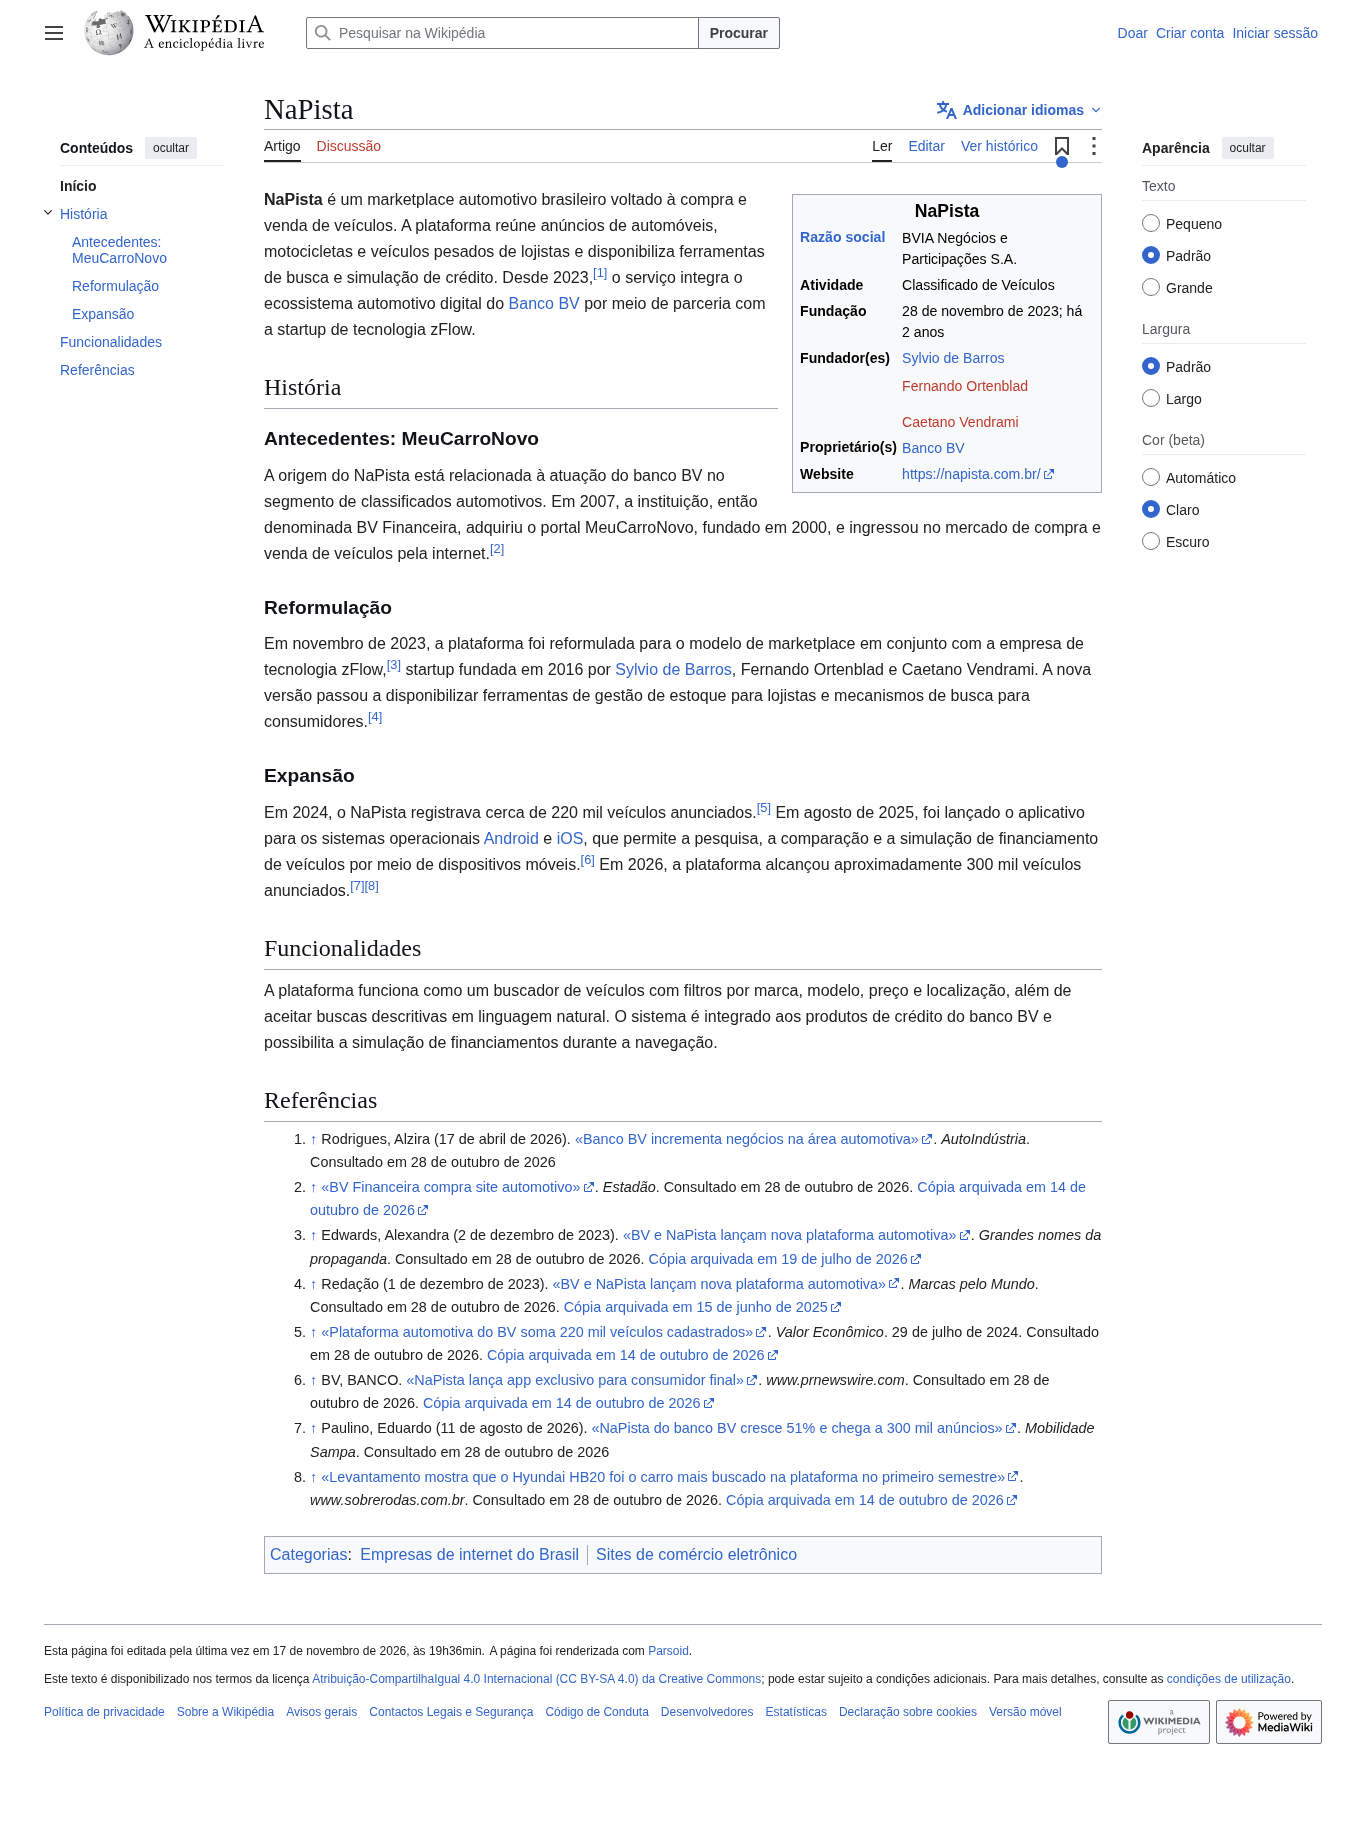 WIKIPÉDIA
A enciclopédia livre
Pesquisar na Wikipédia
Procurar
Doar Criar conta Iniciar sessão
Conteúdos ocultar
Início
História
Antecedentes:
MeuCarroNovo
Reformulação
Expansão
Funcionalidades
Referências
NaPista
Adicionar idiomas
Artigo Discussão
Ler Editar Ver histórico
NaPista é um marketplace automotivo brasileiro voltado à compra e
venda de veículos. A plataforma reúne anúncios de automóveis,
motocicletas e veículos pesados de lojistas e disponibiliza ferramentas
de busca e simulação de crédito. Desde 2023,[1] o serviço integra o
ecossistema automotivo digital do Banco BV por meio de parceria com
a startup de tecnologia zFlow.
NaPista
Razão social BVIA Negócios e
Participações S.A.
Atividade Classificado de Veículos
Fundação 28 de novembro de 2023; há
2 anos
Fundador(es) Sylvio de Barros
Fernando Ortenblad
Caetano Vendrami
Proprietário(s) Banco BV
Website https://napista.com.br/
História
Antecedentes: MeuCarroNovo
A origem do NaPista está relacionada à atuação do banco BV no
segmento de classificados automotivos. Em 2007, a instituição, então
denominada BV Financeira, adquiriu o portal MeuCarroNovo, fundado em 2000, e ingressou no mercado de compra e
venda de veículos pela internet.[2]
Reformulação
Em novembro de 2023, a plataforma foi reformulada para o modelo de marketplace em conjunto com a empresa de
tecnologia zFlow,[3] startup fundada em 2016 por Sylvio de Barros, Fernando Ortenblad e Caetano Vendrami. A nova
versão passou a disponibilizar ferramentas de gestão de estoque para lojistas e mecanismos de busca para
consumidores.[4]
Expansão
Em 2024, o NaPista registrava cerca de 220 mil veículos anunciados.[5] Em agosto de 2025, foi lançado o aplicativo
para os sistemas operacionais Android e iOS, que permite a pesquisa, a comparação e a simulação de financiamento
de veículos por meio de dispositivos móveis.[6] Em 2026, a plataforma alcançou aproximadamente 300 mil veículos
anunciados.[7][8]
Funcionalidades
A plataforma funciona como um buscador de veículos com filtros por marca, modelo, preço e localização, além de
aceitar buscas descritivas em linguagem natural. O sistema é integrado aos produtos de crédito do banco BV e
possibilita a simulação de financiamentos durante a navegação.
Referências
1. ↑ Rodrigues, Alzira (17 de abril de 2026). «Banco BV incrementa negócios na área automotiva». AutoIndústria.
Consultado em 28 de outubro de 2026
2. ↑ «BV Financeira compra site automotivo». Estadão. Consultado em 28 de outubro de 2026. Cópia arquivada em 14 de
outubro de 2026
3. ↑ Edwards, Alexandra (2 de dezembro de 2023). «BV e NaPista lançam nova plataforma automotiva». Grandes nomes da
propaganda. Consultado em 28 de outubro de 2026. Cópia arquivada em 19 de julho de 2026
4. ↑ Redação (1 de dezembro de 2023). «BV e NaPista lançam nova plataforma automotiva». Marcas pelo Mundo.
Consultado em 28 de outubro de 2026. Cópia arquivada em 15 de junho de 2025
5. ↑ «Plataforma automotiva do BV soma 220 mil veículos cadastrados». Valor Econômico. 29 de julho de 2024. Consultado
em 28 de outubro de 2026. Cópia arquivada em 14 de outubro de 2026
6. ↑ BV, BANCO. «NaPista lança app exclusivo para consumidor final». www.prnewswire.com. Consultado em 28 de
outubro de 2026. Cópia arquivada em 14 de outubro de 2026
7. ↑ Paulino, Eduardo (11 de agosto de 2026). «NaPista do banco BV cresce 51% e chega a 300 mil anúncios». Mobilidade
Sampa. Consultado em 28 de outubro de 2026
8. ↑ «Levantamento mostra que o Hyundai HB20 foi o carro mais buscado na plataforma no primeiro semestre».
www.sobrerodas.com.br. Consultado em 28 de outubro de 2026. Cópia arquivada em 14 de outubro de 2026
Categorias: Empresas de internet do Brasil Sites de comércio eletrônico
Aparência ocultar
Texto
Pequeno
Padrão
Grande
Largura
Padrão
Largo
Cor (beta)
Automático
Claro
Escuro
Esta página foi editada pela última vez em 17 de novembro de 2026, às 19h36min. A página foi renderizada com Parsoid.
Este texto é disponibilizado nos termos da licença Atribuição-CompartilhaIgual 4.0 Internacional (CC BY-SA 4.0) da Creative Commons; pode estar sujeito a condições adicionais. Para mais detalhes, consulte as condições de utilização.
Política de privacidade Sobre a Wikipédia Avisos gerais Contactos Legais e Segurança Código de Conduta Desenvolvedores Estatísticas Declaração sobre cookies Versão móvel
a
WIKIMEDIA
project
Powered by
MediaWiki